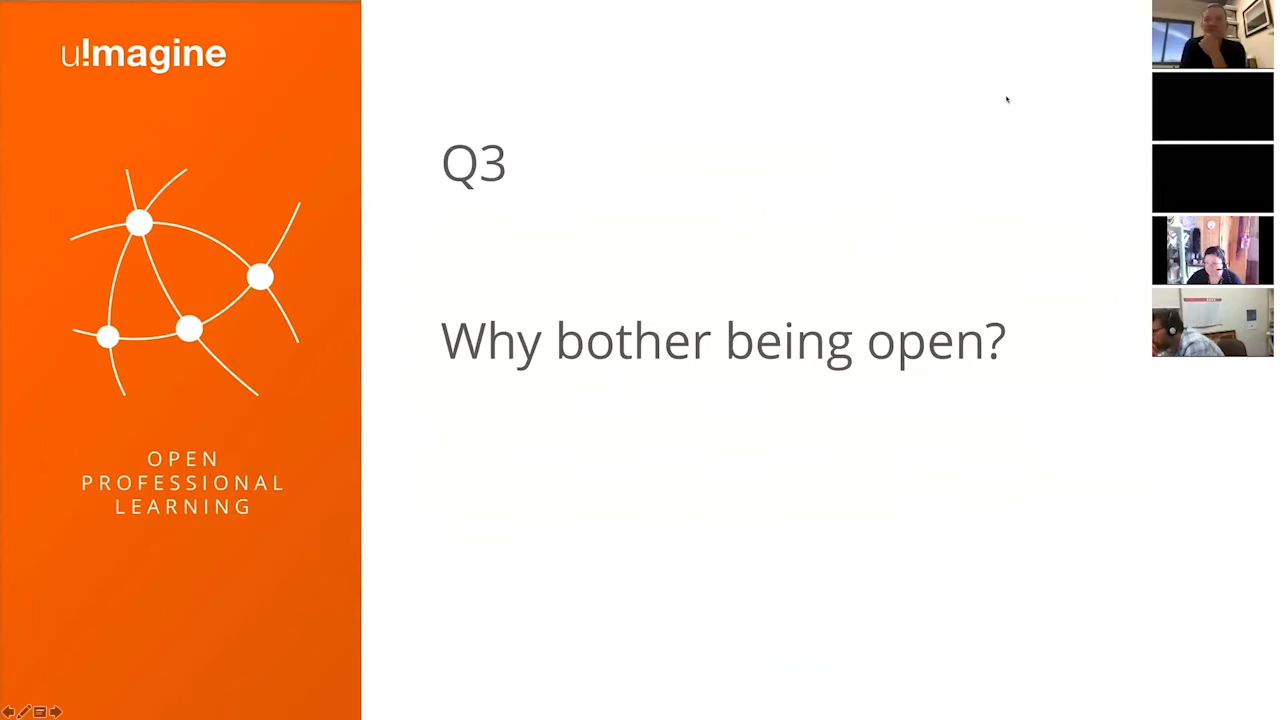 u!magine
OPEN
PROFESSIONAL
LEARNING
Q3
Why bother being open?